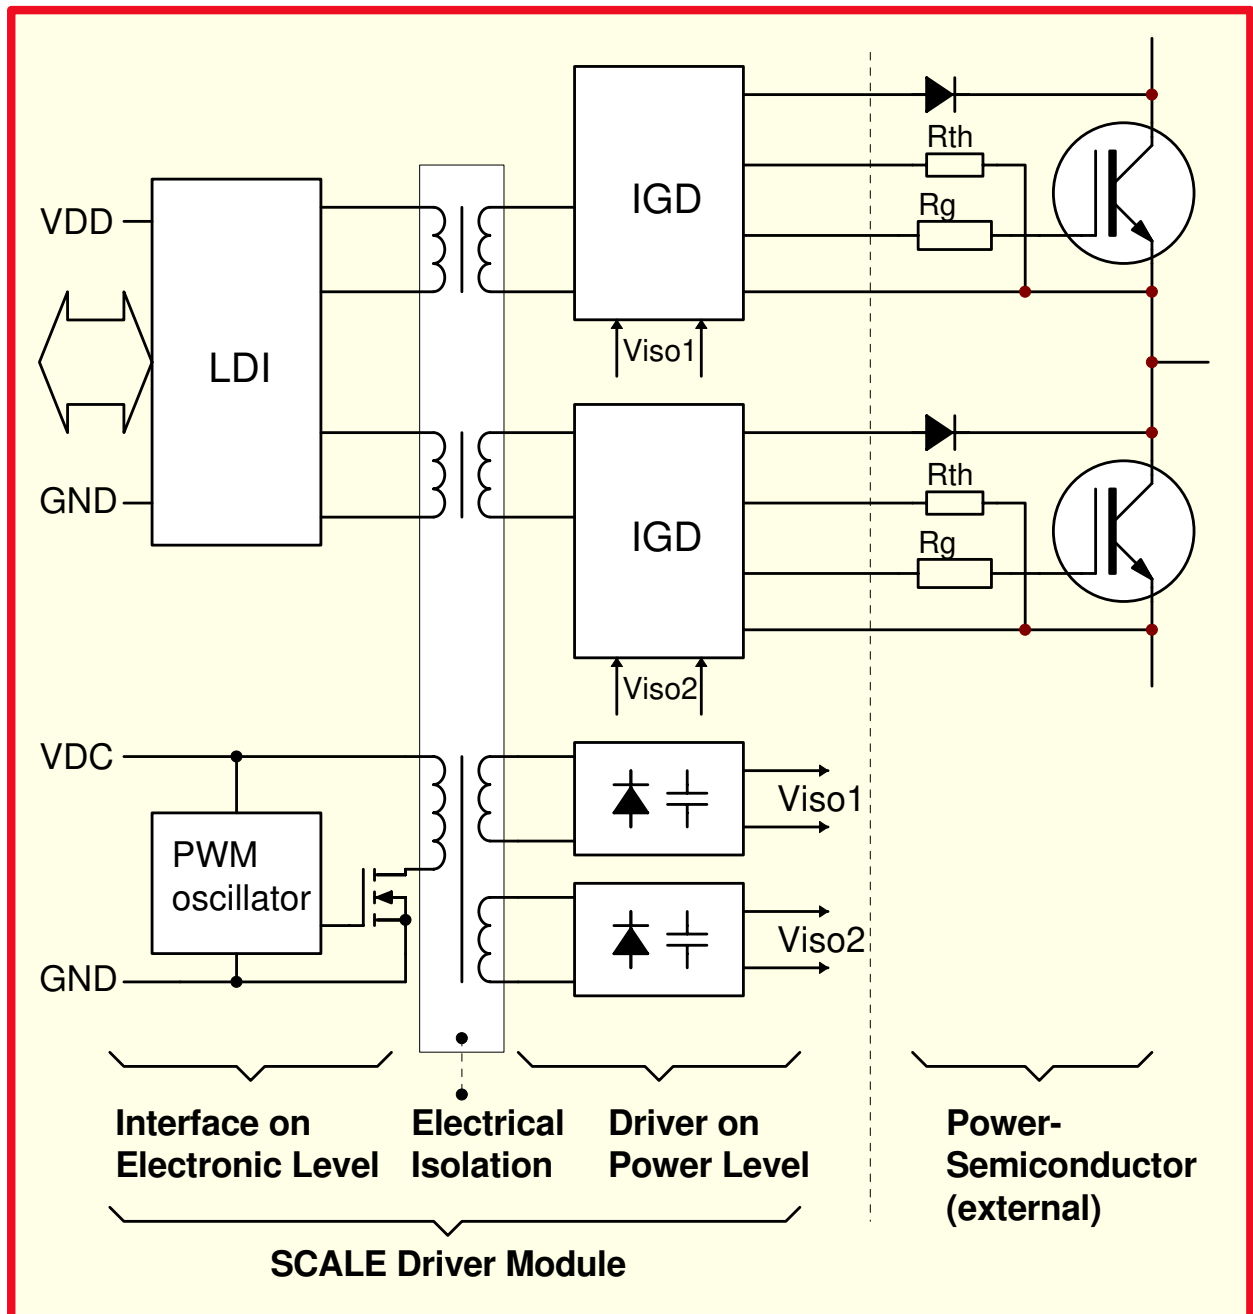 IGD
Rth
Rg
VDD
LDI
Viso1
GND
IGD
Rth
Rg
Viso2
VDC
PWM
oscillator
Viso1
Viso2
GND
Interface on
Electronic Level
Electrical
Isolation
Driver on
Power Level
Power-
Semiconductor
(external)
SCALE Driver Module